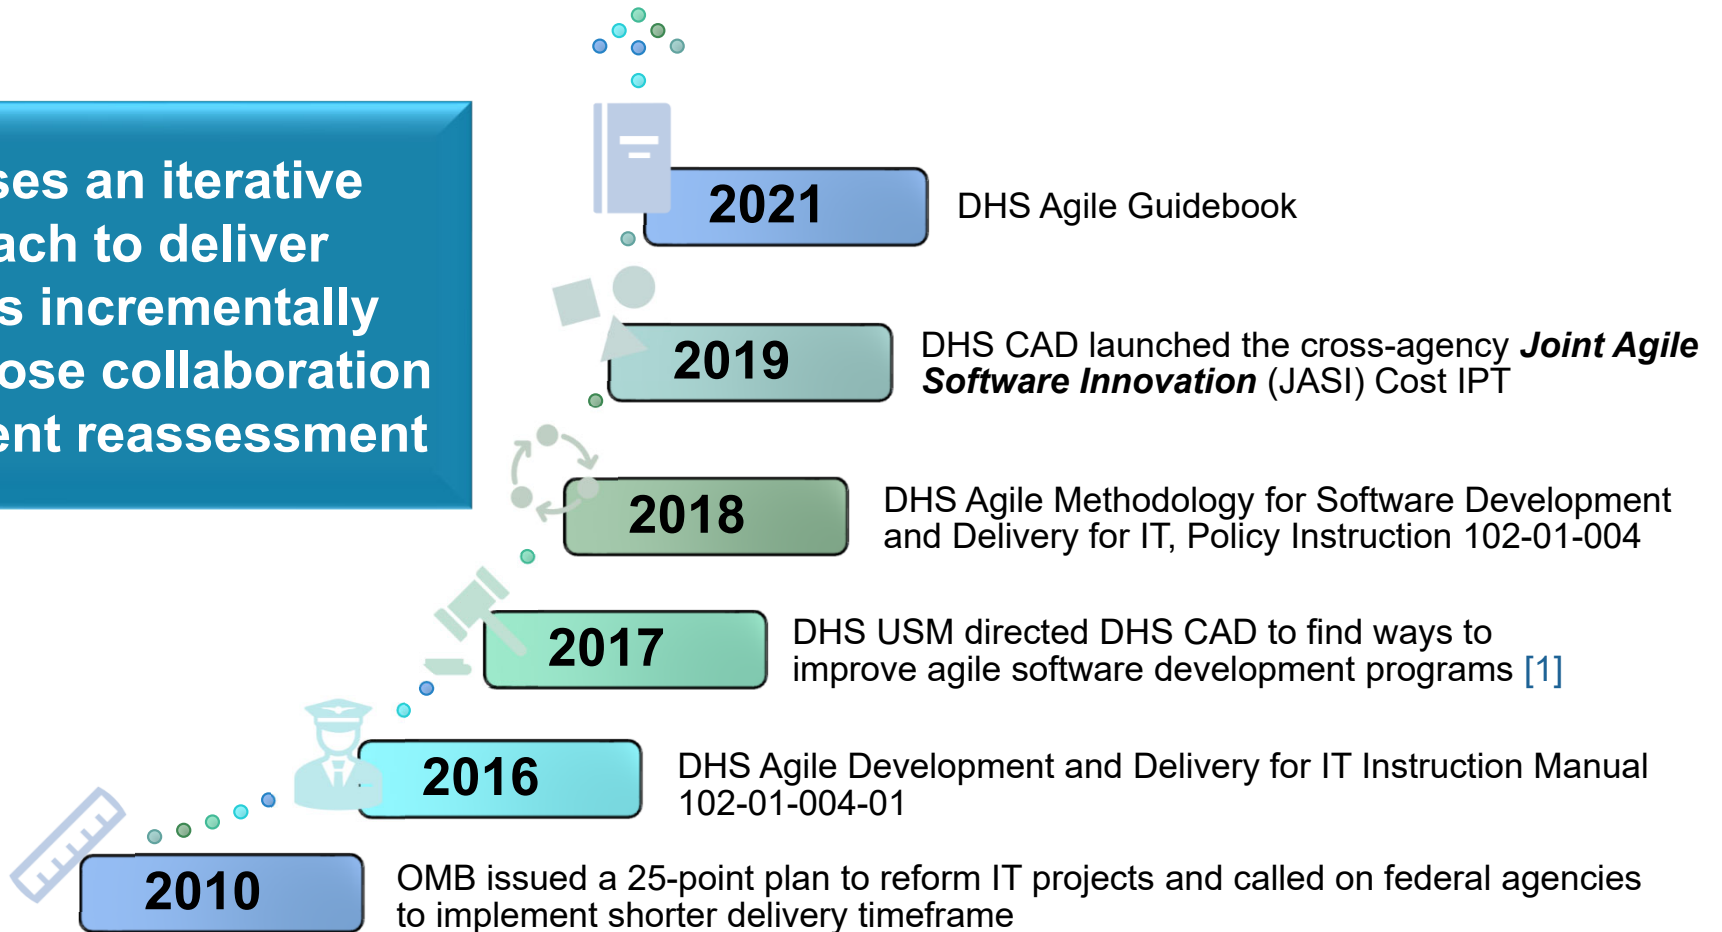 an iterative
to deliver
incrementally
collaboration
reassessment
2021
DHS Agile Guidebook
2019
DHS CAD launched the cross-agency Joint Agile
Software Innovation (JASI) Cost IPT
2018
DHS Agile Methodology for Software Development
and Delivery for IT, Policy Instruction 102-01-004
2017
DHS USM directed DHS CAD to find ways to
improve agile software development programs [1]
2016
DHS Agile Development and Delivery for IT Instruction Manual
102-01-004-01
2010
OMB issued a 25-point plan to reform IT projects and called on federal agencies
to implement shorter delivery timeframe